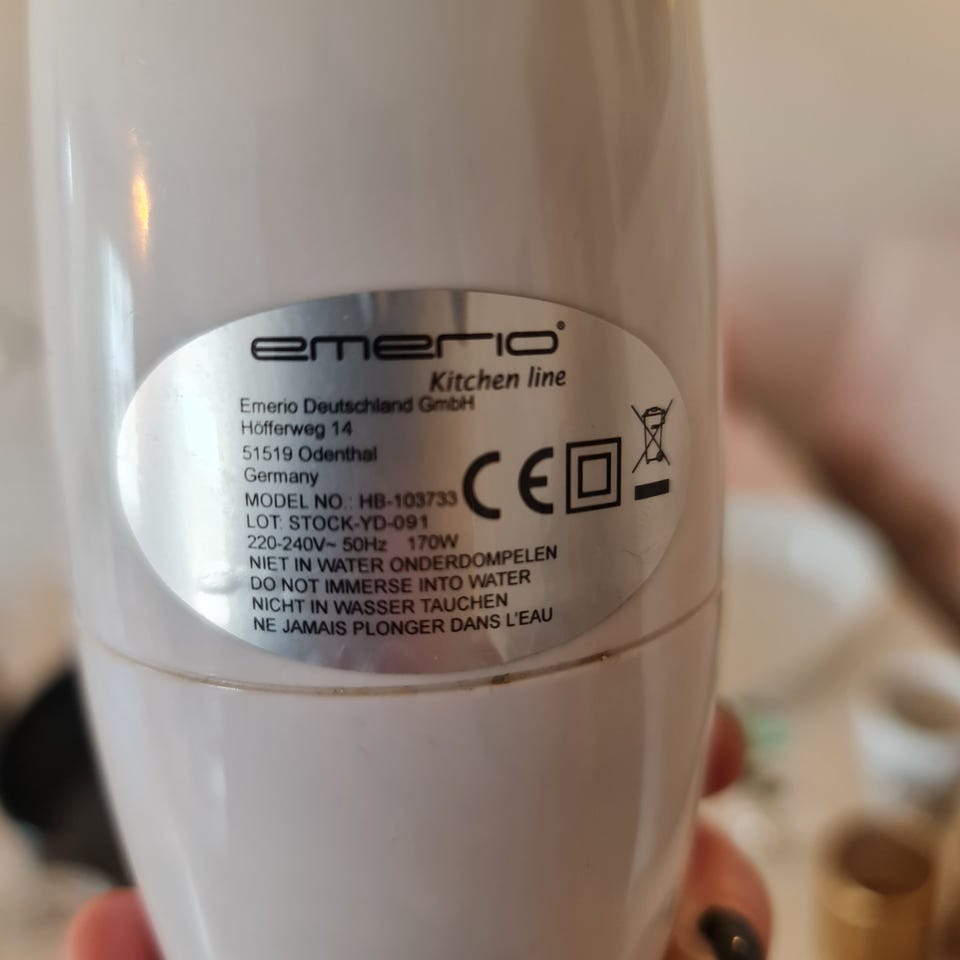 emerio®
Kitchen line
Emerio Deutschland GmbH
Höfferweg 14
51519 Odenthal
Germany
MODEL NO.: HB-103733
LOT: STOCK-YD-091
220-240V~ 50Hz 170W
NIET IN WATER ONDERDOMPELEN
DO NOT IMMERSE INTO WATER
NICHT IN WASSER TAUCHEN
NE JAMAIS PLONGER DANS L'EAU
CE